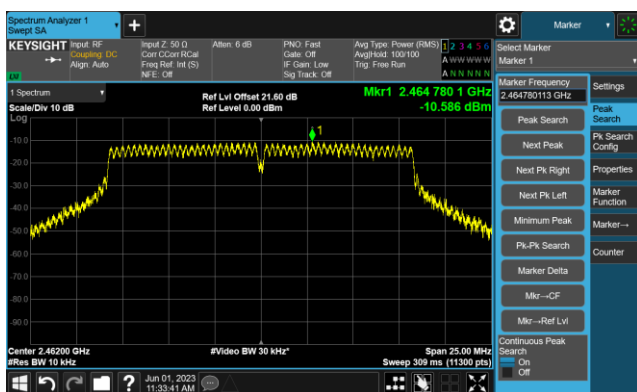 Spectrum Analyzer 1
Swept SA
Marker
KEYSIGHT
Input: RF
Coupling: DC
Align: Auto
Input Z: 50 Ω
Corr CCorr RCal
Freq Ref: Int (S)
NFE: Off
Atten: 6 dB
PNO: Fast
Gate: Off
IF Gain: Low
Sig Track: Off
Avg Type: Power (RMS)
Avg|Hold: 100/100
Trig: Free Run
1 2 3 4 5 6
A W W W W W
A N N N N N
LVI
Select Marker
Marker 1
1 Spectrum
Scale/Div 10 dB
Log
Ref Lvl Offset 21.60 dB
Ref Level 0.00 dBm
Mkr1 2.464 780 1 GHz
-10.586 dBm
1
-10.0
-20.0
-30.0
-40.0
-50.0
-60.0
-70.0
-80.0
-90.0
Center 2.46200 GHz
#Res BW 10 kHz
#Video BW 30 kHz*
Span 25.00 MHz
Sweep 309 ms (11300 pts)
Marker Frequency
2.464780113 GHz
Peak Search
Next Peak
Next Pk Right
Next Pk Left
Minimum Peak
Pk-Pk Search
Marker Delta
Mkr→CF
Mkr→Ref Lvl
Continuous Peak
Search
On
Off
Settings
Peak
Search
Pk Search
Config
Properties
Marker
Function
Marker→
Counter
?
Jun 01, 2023
11:33:41 AM